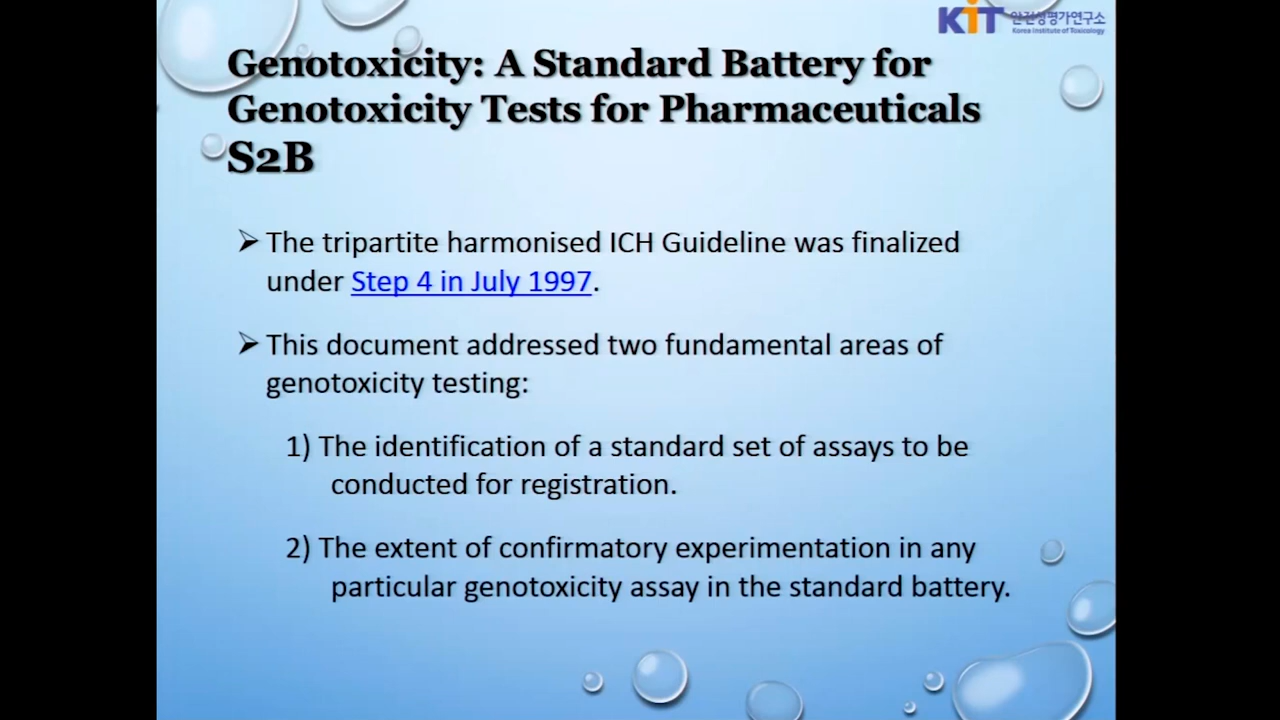 KIT 안전성평가연구소
Korea Institute of Toxicology
Genotoxicity: A Standard Battery for
Genotoxicity Tests for Pharmaceuticals
S2B
➢ The tripartite harmonised ICH Guideline was finalized
under Step 4 in July 1997.
➢ This document addressed two fundamental areas of
genotoxicity testing:
1) The identification of a standard set of assays to be
conducted for registration.
2) The extent of confirmatory experimentation in any
particular genotoxicity assay in the standard battery.